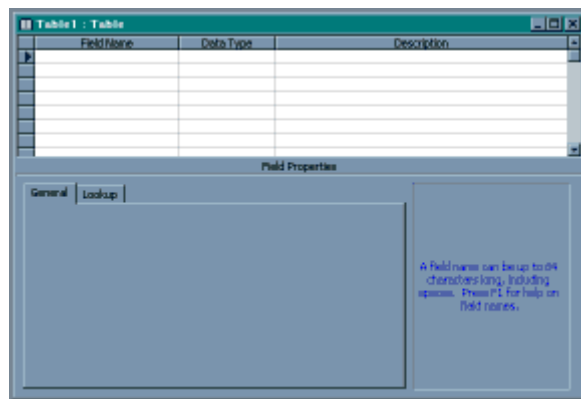 Table1 : Table
Field Name Data Type Description
Field Properties
General Lookup
A field name can be up to 64
characters long, including
spaces. Press F1 for help on
field names.